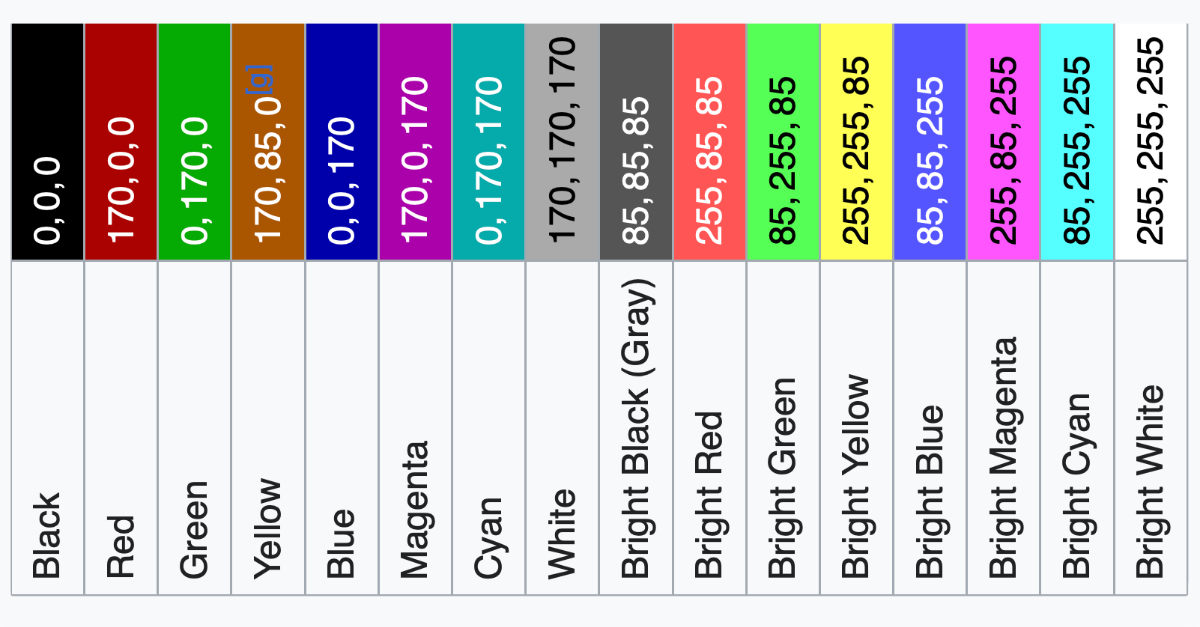 Black 0, 0, 0
Red 170, 0, 0
Green 0, 170, 0
Yellow 170, 85, 0[g]
Blue 0, 0, 170
Magenta 170, 0, 170
Cyan 0, 170, 170
White 170, 170, 170
Bright Black (Gray) 85, 85, 85
Bright Red 255, 85, 85
Bright Green 85, 255, 85
Bright Yellow 255, 255, 85
Bright Blue 85, 85, 255
Bright Magenta 255, 85, 255
Bright Cyan 85, 255, 255
Bright White 255, 255, 255